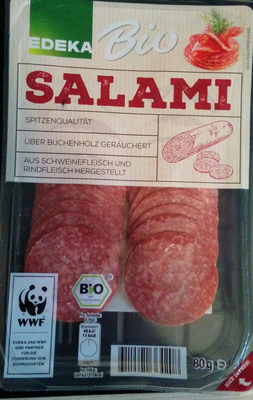 EDEKA Bio
SALAMI
SPITZENQUALITÄT
ÜBER BUCHENHOLZ GERÄUCHERT
AUS SCHWEINEFLEISCH UND
RINDFLEISCH HERGESTELLT
WWF
EDEKA UND WWF
SIND PARTNER
FÜR DIE
FÖRDERUNG VON
BIOPRODUKTEN
BIO
80g